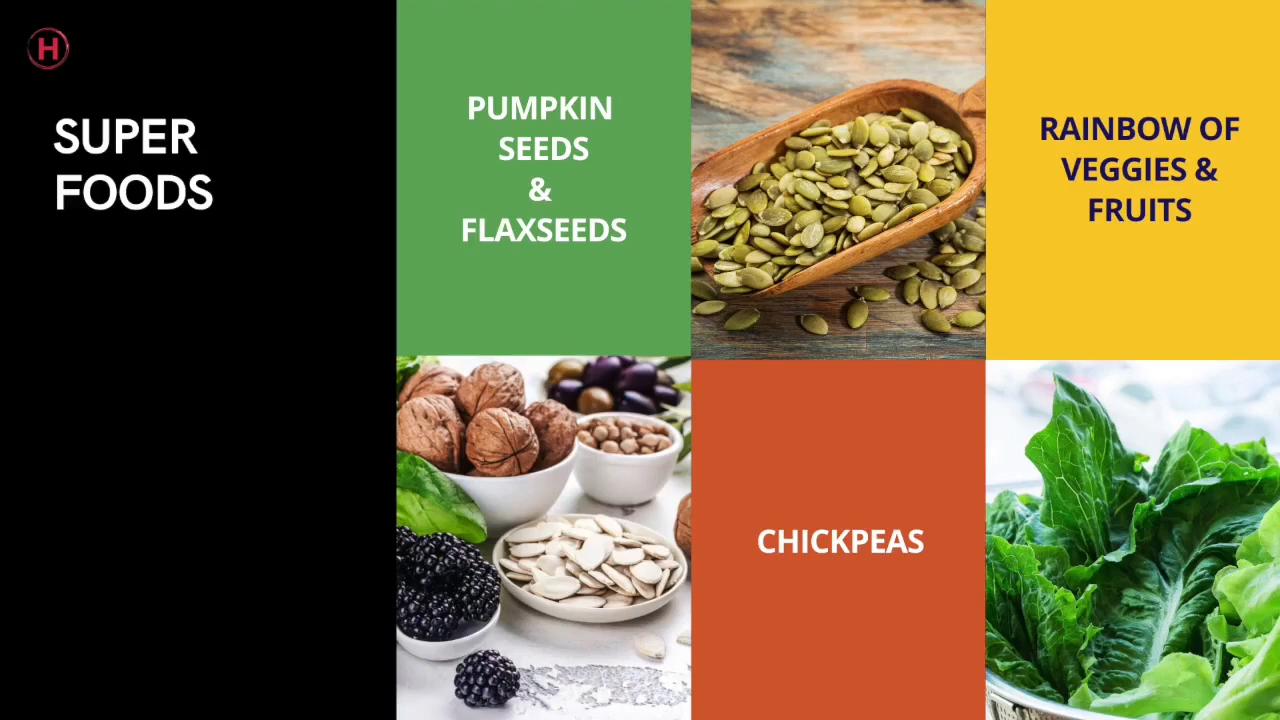 H
SUPER
FOODS
PUMPKIN
SEEDS
&
FLAXSEEDS
RAINBOW OF
VEGGIES &
FRUITS
CHICKPEAS